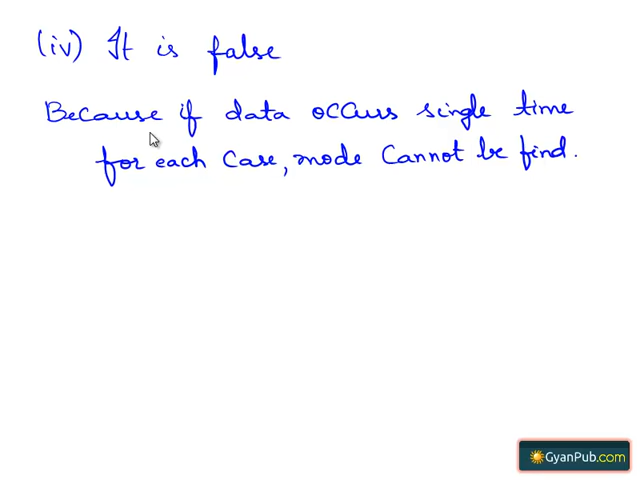 (iv) It is false
Because if data occurs single time
for each case, mode cannot be find.
GyanPub.com